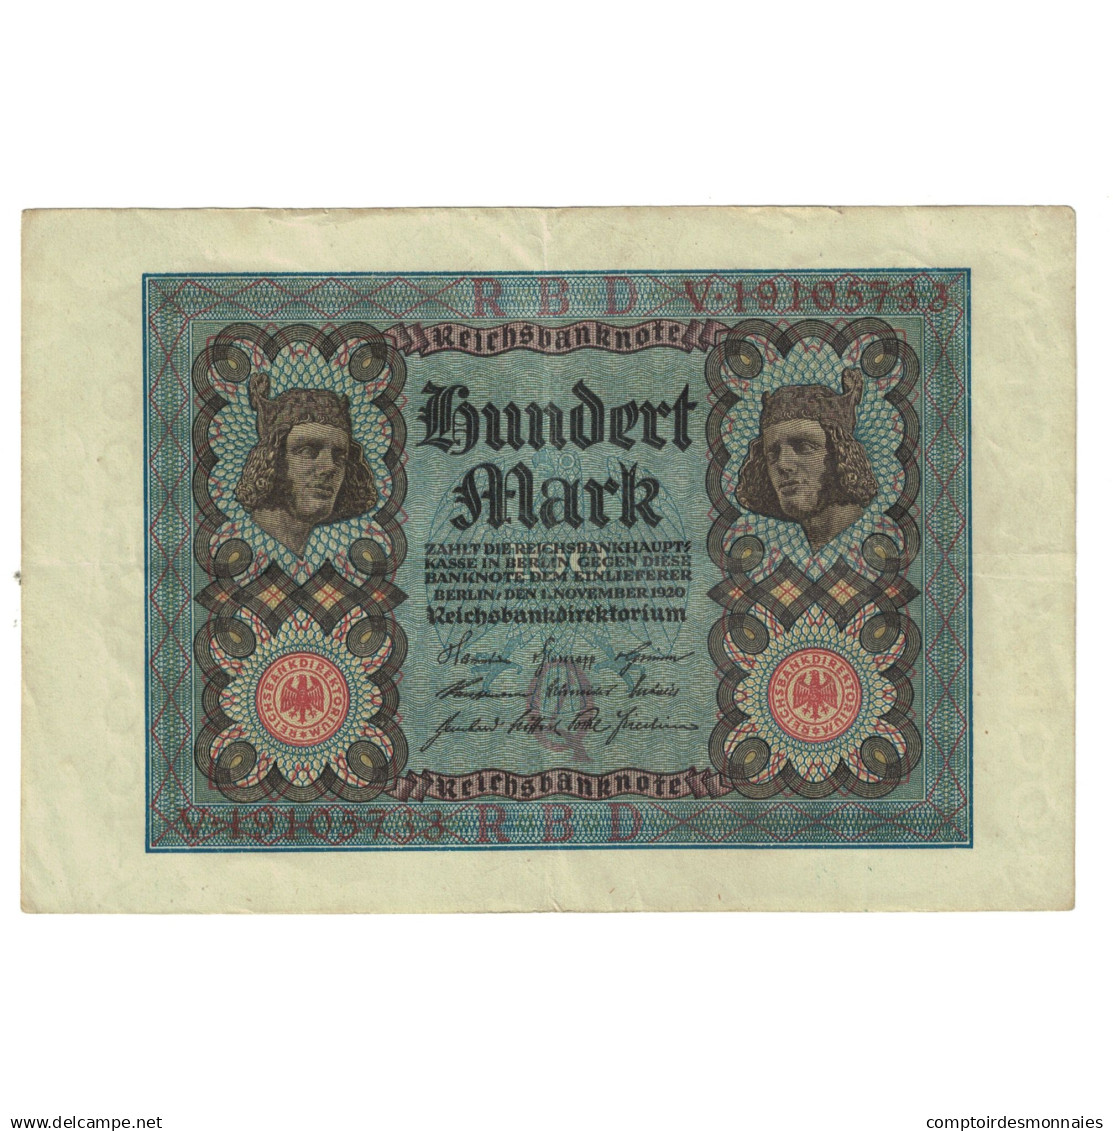 R B D V·19105733
Reichsbanknote
Hundert
Mark
ZAHLT DIE REICHSBANKHAUPT-
KASSE IN BERLIN GEGEN DIESE
BANKNOTE DEM EINLIEFERER
BERLIN, DEN 1. NOVEMBER 1920
Reichsbankdirektorium
REICHSBANKDIREKTORIUM
REICHSBANKDIREKTORIUM
Q
Reichsbanknote
V·19105733 R B D
delcampe.net
comptoirdesmonnaies